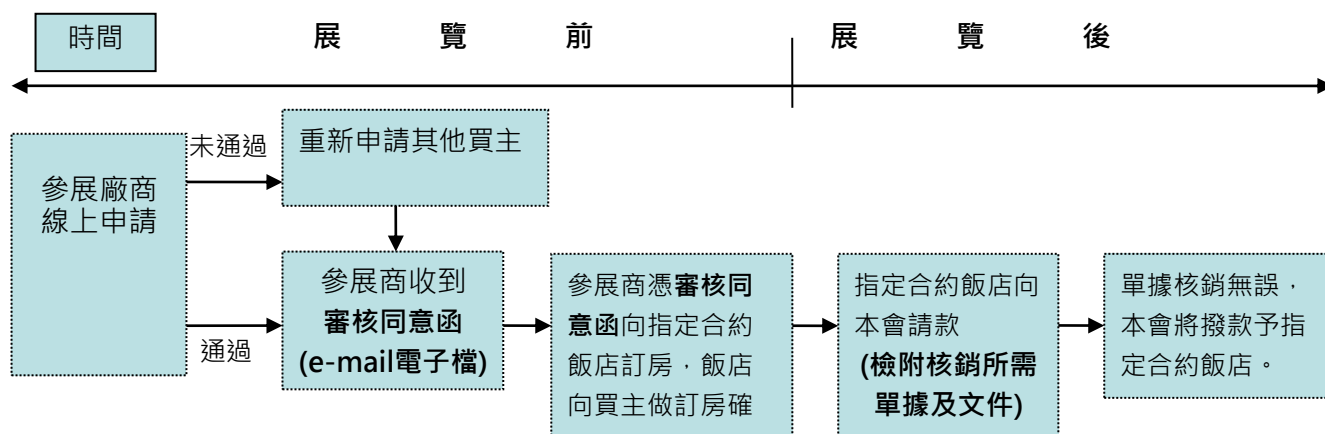 時間
展覽前
展覽後
參展廠商
線上申請
未通過
重新申請其他買主
通過
參展商收到
審核同意函
(e-mail電子檔)
參展商憑審核同
意函向指定合約
飯店訂房，飯店
向買主做訂房確
指定合約飯店向
本會請款
(檢附核銷所需
單據及文件)
單據核銷無誤，
本會將撥款予指
定合約飯店。